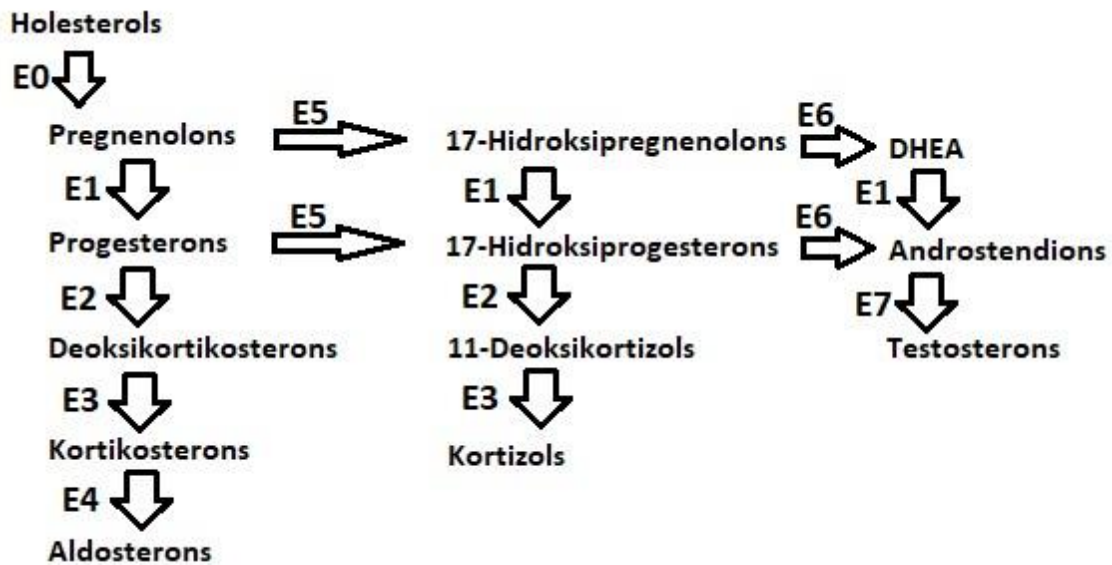 Holesterols
E0
E5
E6
Pregnenolons
17-Hidroksipregnenolons
DHEA
E1
E1
E1
E5
E6
Progesterons
17-Hidroksiprogesterons
Androstendions
E2
E2
E7
Deoksikortikosterons
11-Deoksikortizols
Testosterons
E3
E3
Kortikosterons
Kortizols
E4
Aldosterons